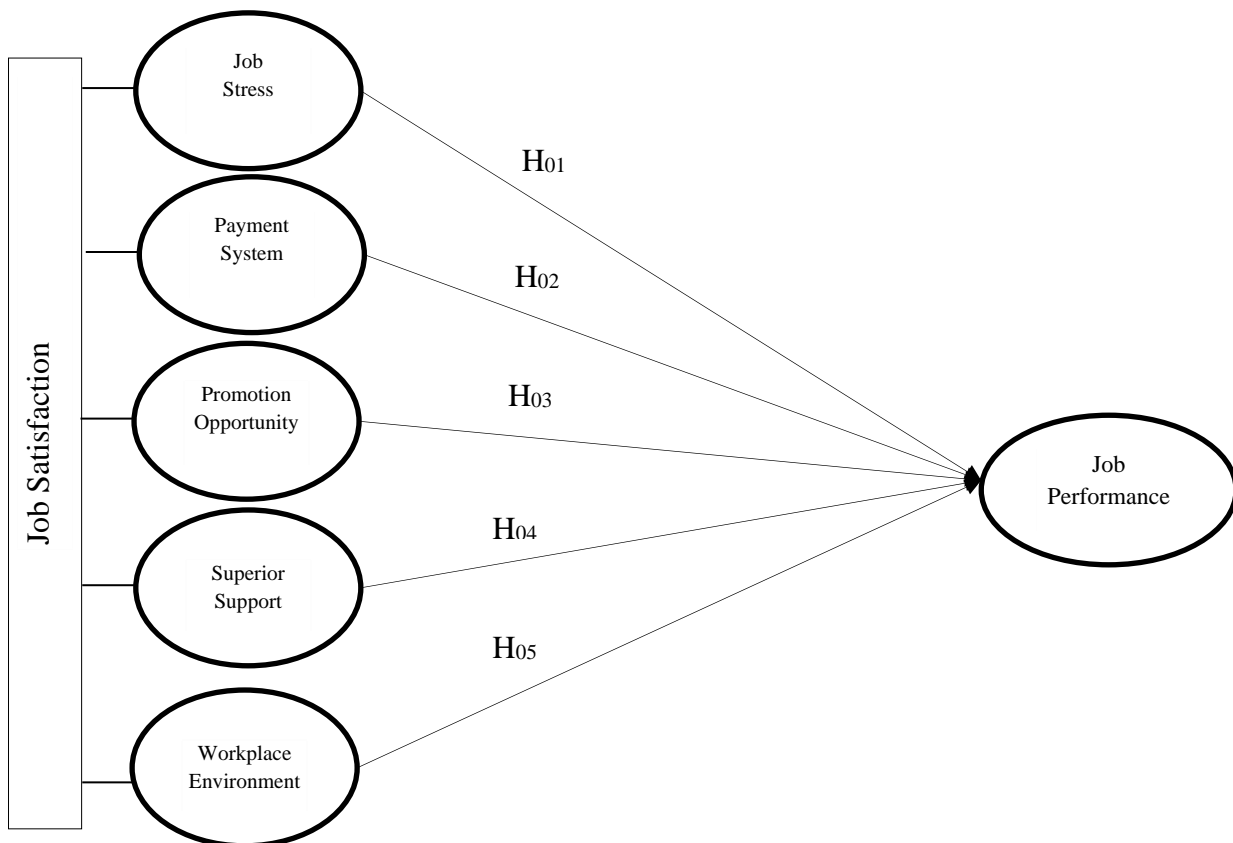 Job Satisfaction
Job
Stress
H01
Payment
System
H02
Promotion
Opportunity
H03
Job
Performance
Superior
Support
H04
Workplace
Environment
H05